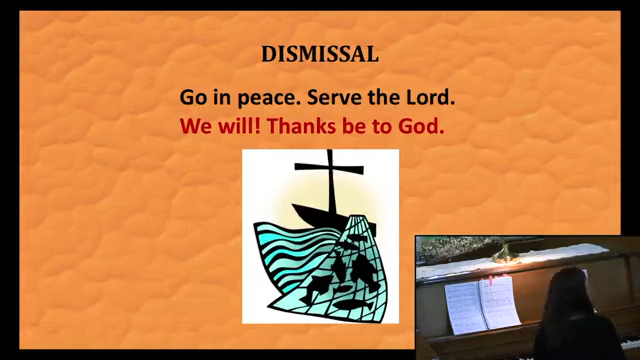 DISMISSAL
Go in peace. Serve the Lord.
We will! Thanks be to God.